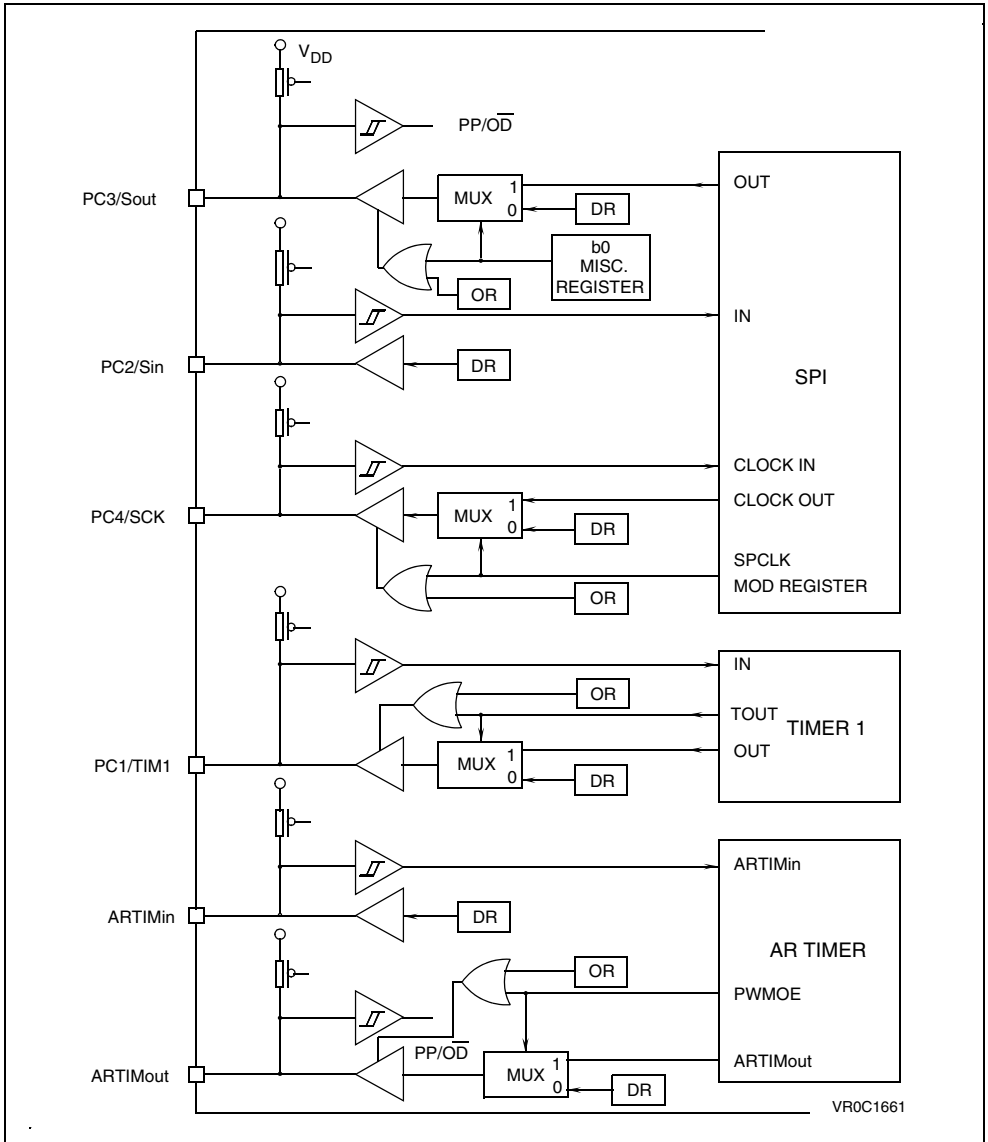 VDD
PP/OD
PC3/Sout
MUX
1
0
OUT
DR
b0
MISC.
REGISTER
OR
IN
PC2/Sin
DR
SPI
CLOCK IN
CLOCK OUT
PC4/SCK
MUX
1
0
DR
SPCLK
MOD REGISTER
OR
IN
OR
TOUT
TIMER 1
PC1/TIM1
MUX
1
0
OUT
DR
ARTIMin
ARTIMin
DR
AR TIMER
OR
PWMOE
PP/OD
ARTIMout
MUX
1
0
ARTIMout
DR
VR0C1661